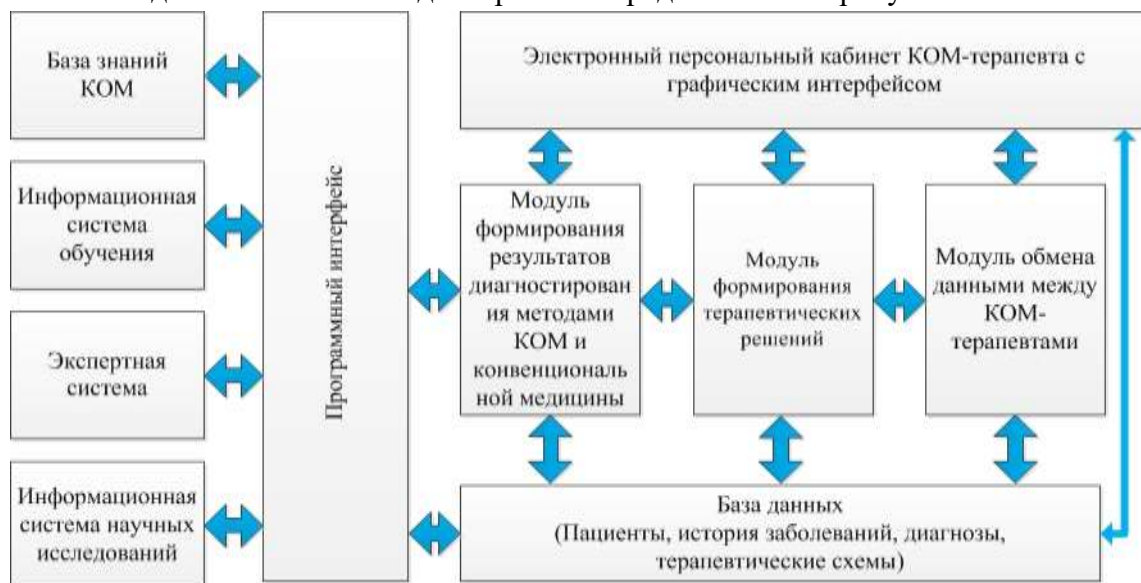 База знаний
КОМ
Информационная
система
обучения
Экспертная
система
Информационная
система научных
исследований
Программный интерфейс
Электронный персональный кабинет КОМ-терапевта с
графическим интерфейсом
Модуль
формирования
результатов
диагностирован
ия методами
КОМ и
конвенциональ
ной медицины
Модуль
формирования
терапевтических
решений
Модуль обмена
данными между
КОМ-
терапевтами
База данных
(Пациенты, история заболеваний, диагнозы,
терапевтические схемы)